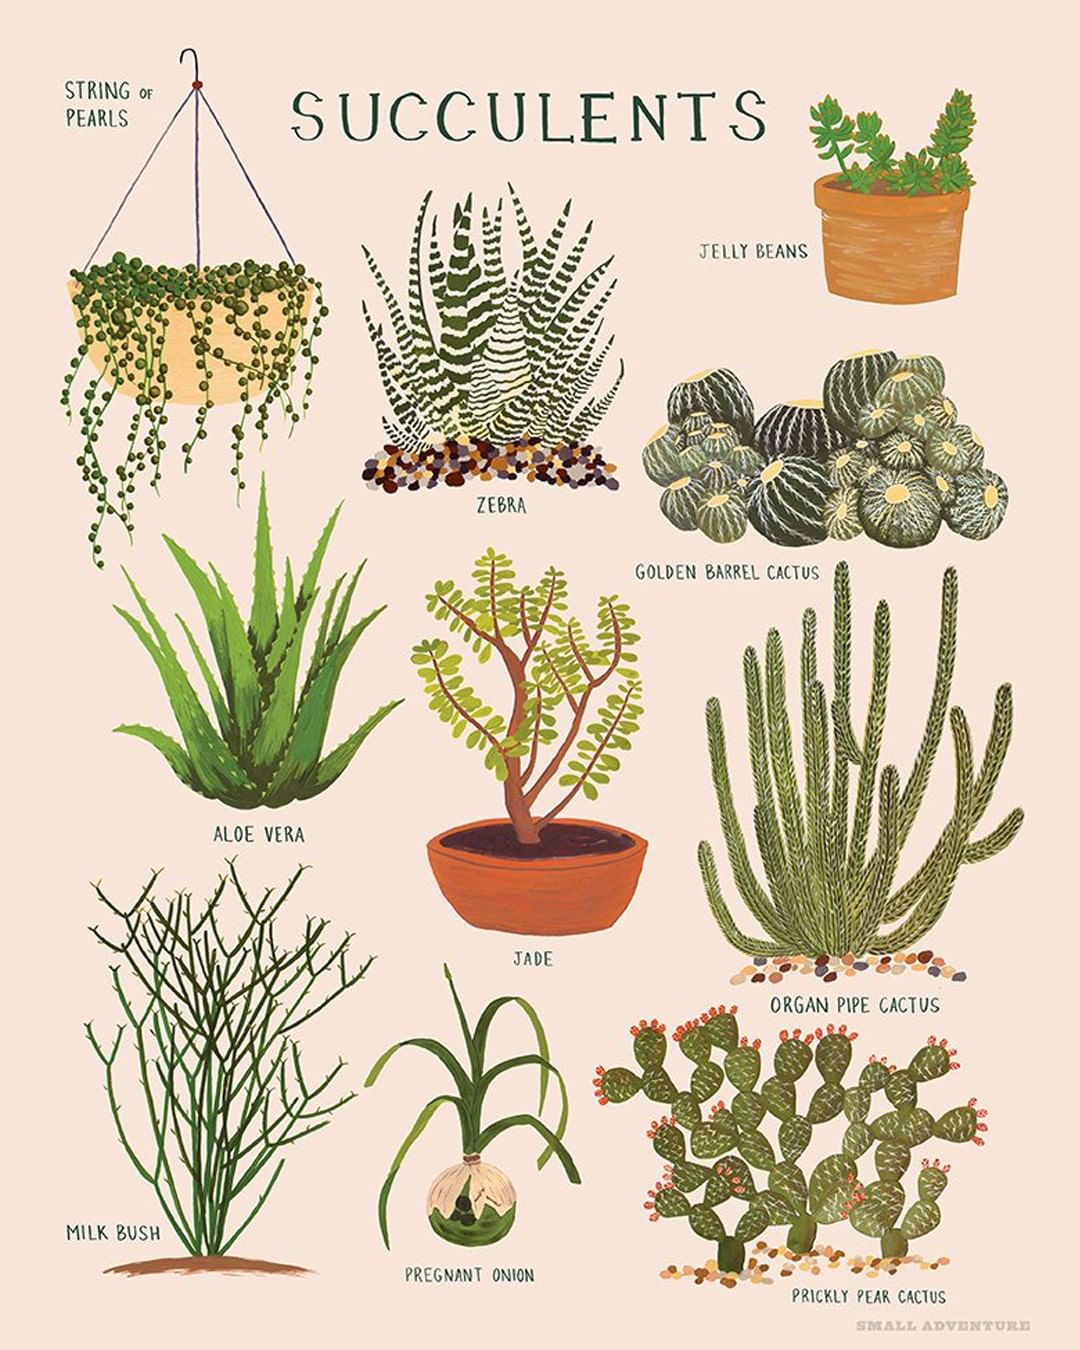 STRING OF
PEARLS
SUCCULENTS
JELLY BEANS
ZEBRA
GOLDEN BARREL CACTUS
ALOE VERA
JADE
ORGAN PIPE CACTUS
MILK BUSH
PREGNANT ONION
PRICKLY PEAR CACTUS
SMALL ADVENTURE